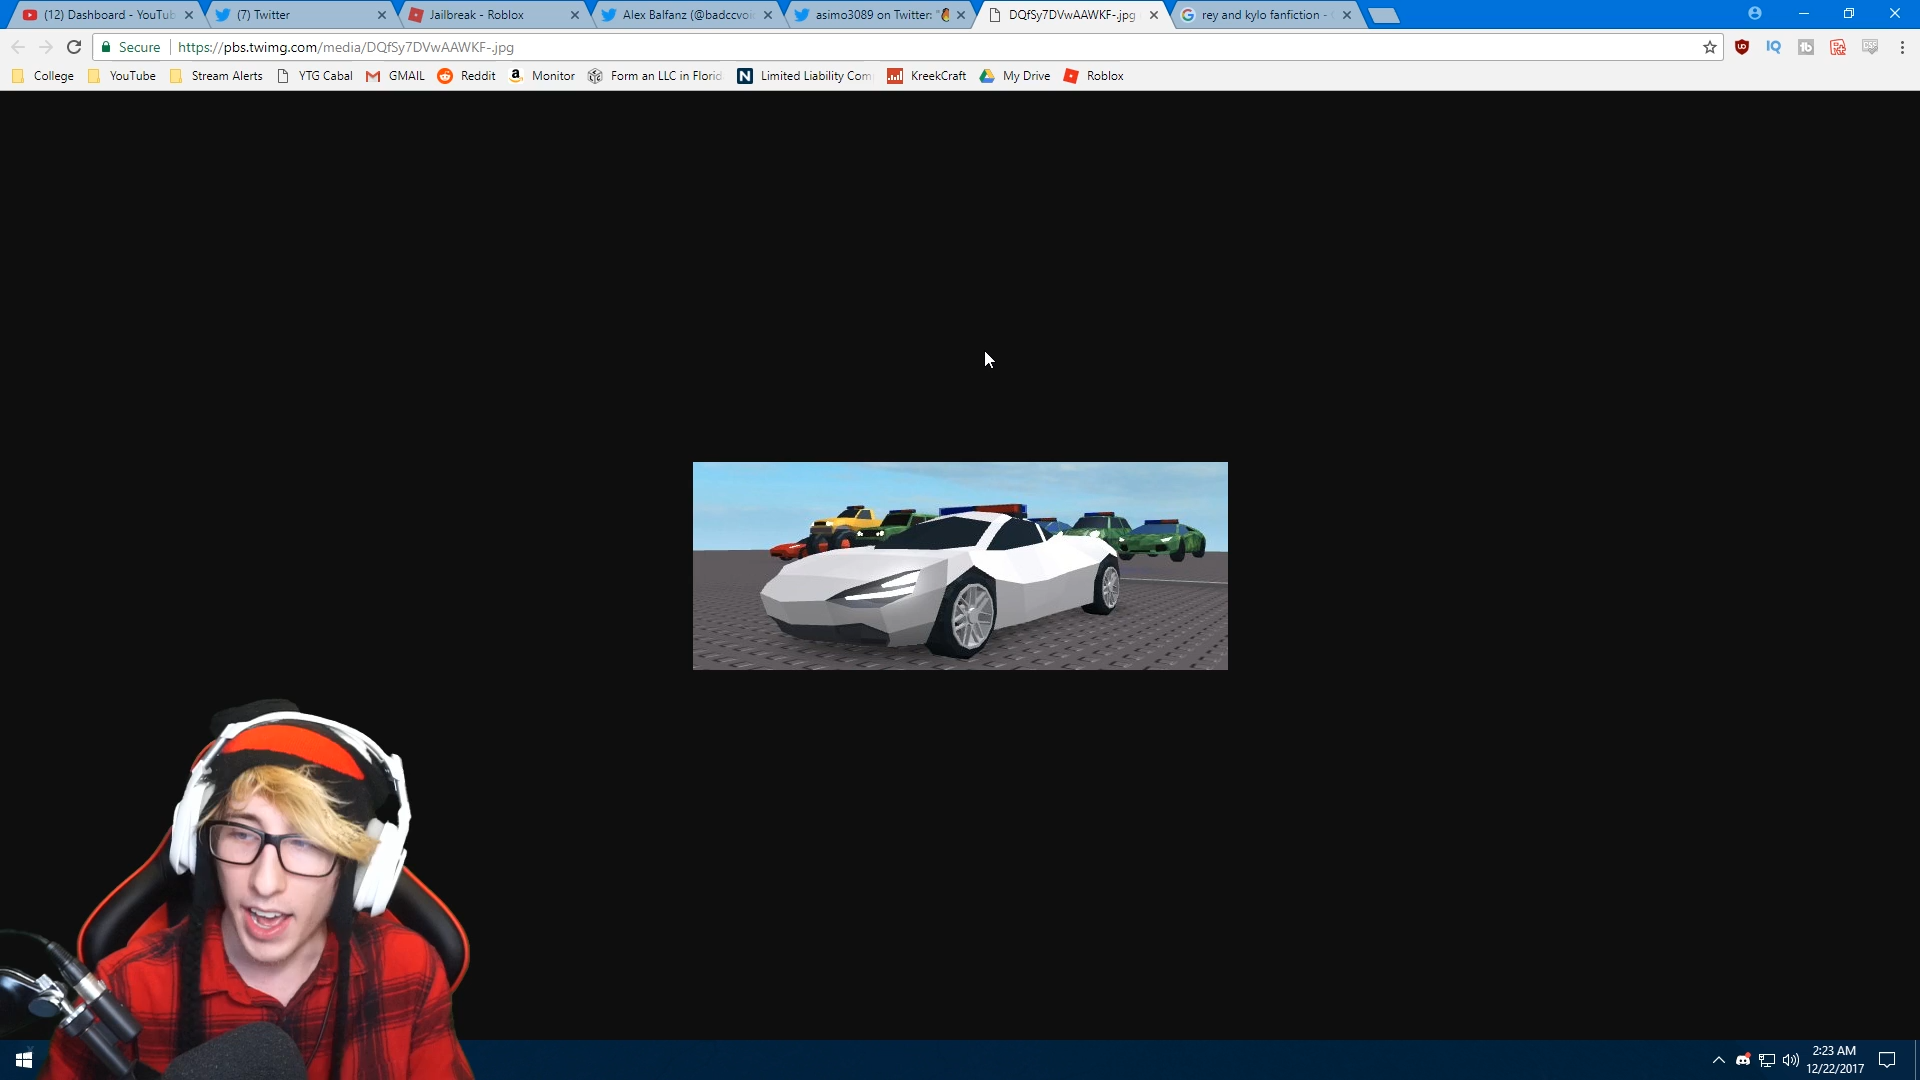 (12) Dashboard - YouTub
(7) Twitter
Jailbreak - Roblox
Alex Balfanz (@badccvoi
asimo3089 on Twitter: "
DQfSy7DVwAAWKF-.jpg
rey and kylo fanfiction -
Secure
https://pbs.twimg.com/media/DQfSy7DVwAAWKF-.jpg
IQ
College
YouTube
Stream Alerts
YTG Cabal
GMAIL
Reddit
Monitor
Form an LLC in Florid
Limited Liability Com
KreekCraft
My Drive
Roblox
2:23 AM
12/22/2017